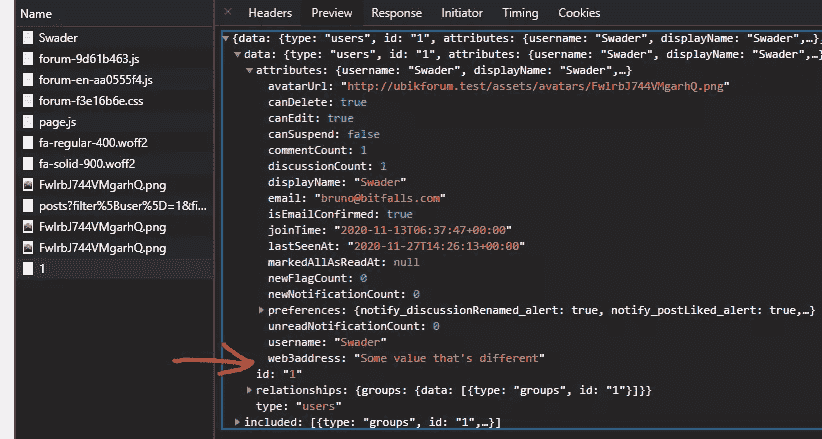 Name
Swader
forum-9d61b463.js
forum-en-aa0555f4.js
forum-f3e16b6e.css
page.js
fa-regular-400.woff2
fa-solid-900.woff2
FwlrbJ744VMgarhQ.png
posts?filter%5Buser%5D=1&fi...
FwlrbJ744VMgarhQ.png
FwlrbJ744VMgarhQ.png
1
× Headers Preview Response Initiator Timing Cookies
{data: {type: "users", id: "1", attributes: {username: "Swader", displayName: "Swader",…},
data: {type: "users", id: "1", attributes: {username: "Swader", displayName: "Swader",…}
attributes: {username: "Swader", displayName: "Swader",…}
avatarUrl: "http://ubikforum.test/assets/avatars/FwlrbJ744VMgarhQ.png"
canDelete: true
canEdit: true
canSuspend: false
commentCount: 1
discussionCount: 1
displayName: "Swader"
email: "bruno@bitfalls.com"
isEmailConfirmed: true
joinTime: "2020-11-13T06:37:47+00:00"
lastSeenAt: "2020-11-27T14:26:13+00:00"
markedAllAsReadAt: null
newFlagCount: 0
newNotificationCount: 0
preferences: {notify_discussionRenamed_alert: true, notify_postLiked_alert: true,…}
unreadNotificationCount: 0
username: "Swader"
web3address: "Some value that's different"
id: "1"
relationships: {groups: {data: [{type: "groups", id: "1"}]}}
type: "users"
included: [{type: "groups", id: "1",…}]